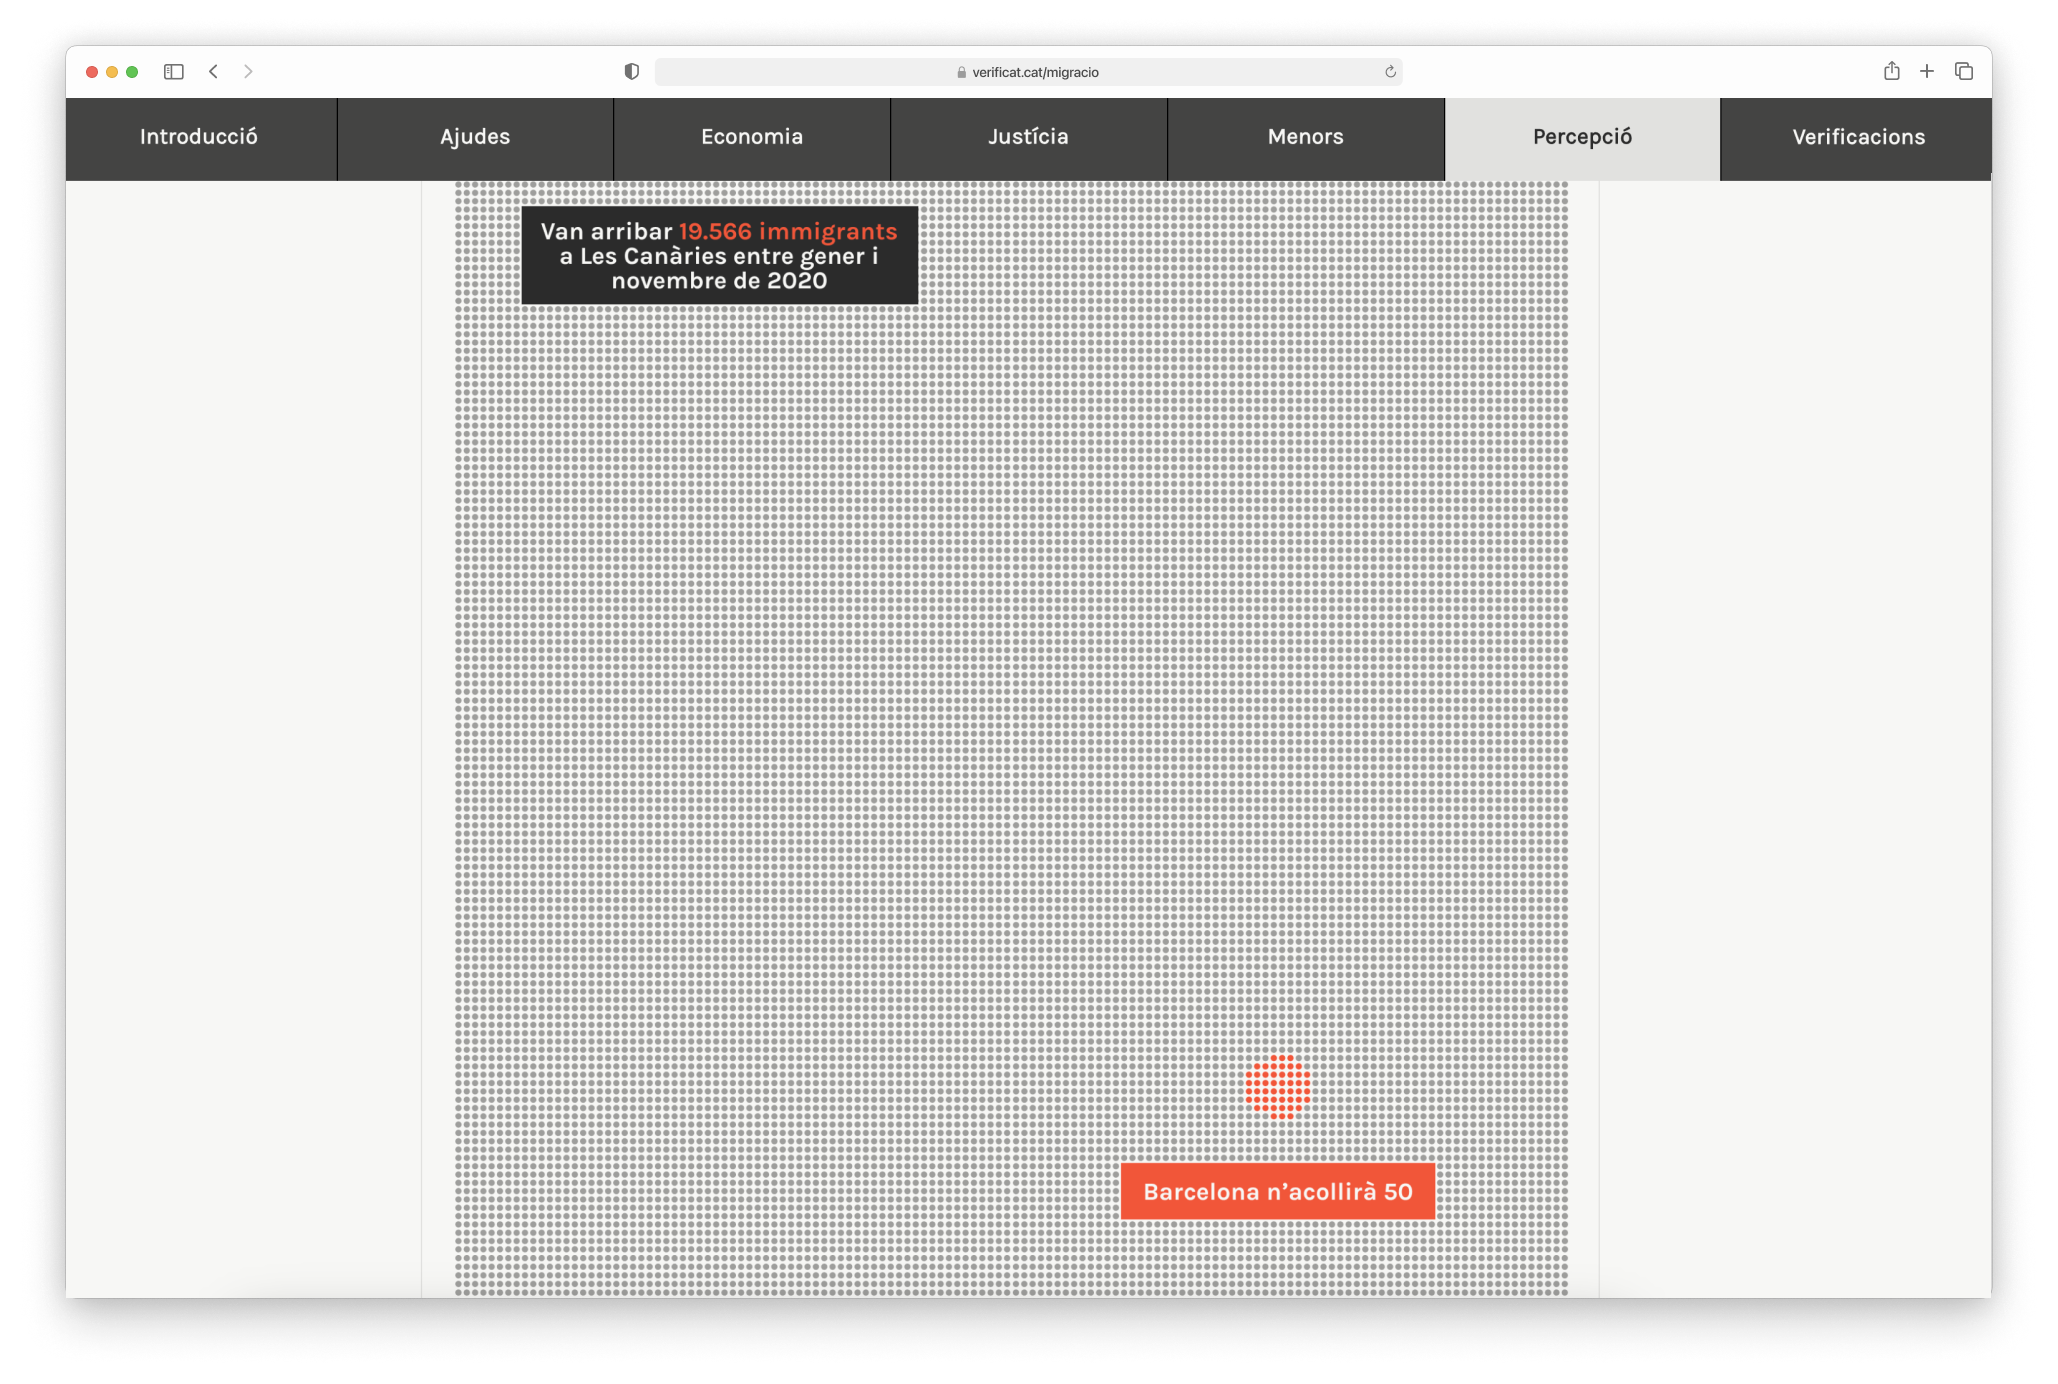 verificat.cat/migracio
Introducció
Ajudes
Economia
Justícia
Menors
Percepció
Verificacions
Van arribar 19.566 immigrants
a Les Canàries entre gener i
novembre de 2020
Barcelona n’acollirà 50